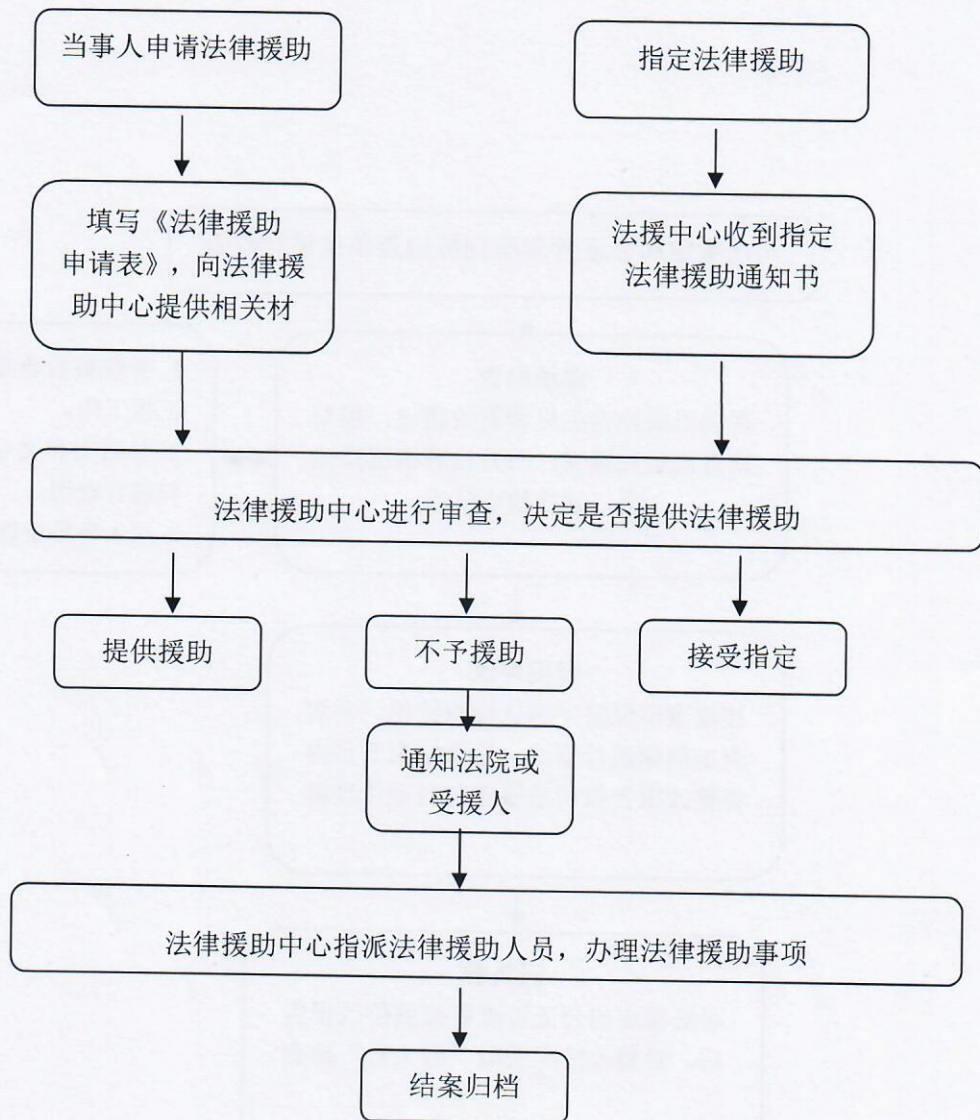 当事人申请法律援助
指定法律援助
填写《法律援助
申请表》，向法律援
助中心提供相关材
法援中心收到指定
法律援助通知书
法律援助中心进行审查，决定是否提供法律援助
提供援助
不予援助
接受指定
通知法院或
受援人
法律援助中心指派法律援助人员，办理法律援助事项
结案归档